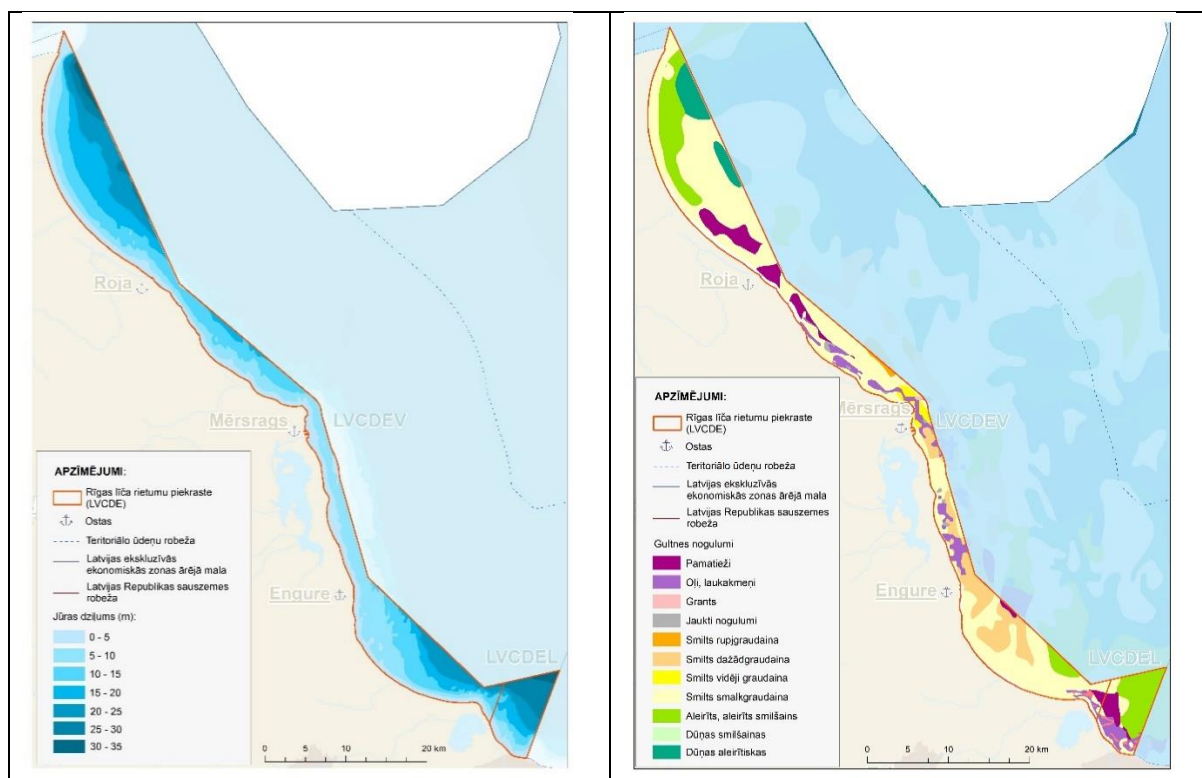 Roja
Mērsrags
LVCDEV
Engure
LVCDEL
APZĪMĒJUMI:
Rīgas līča rietumu piekraste
(LVCDE)
Ostas
Teritoriālo ūdeņu robeža
Latvijas ekskluzīvās
ekonomiskās zonas ārējā mala
Latvijas Republikas sauszemes
robeža
Jūras dziļums (m):
0 - 5
5 - 10
10 - 15
15 - 20
20 - 25
25 - 30
30 - 35
0 5 10 20 km
Roja
Mērsrags
LVCDEV
Engure
LVCDEL
APZĪMĒJUMI:
Rīgas līča rietumu piekraste
(LVCDE)
Ostas
Teritoriālo ūdeņu robeža
Latvijas ekskluzīvās
ekonomiskās zonas ārējā mala
Latvijas Republikas sauszemes
robeža
Gultnes nogulumi
Pamatieži
Oļi, laukakmeņi
Grants
Jaukti nogulumi
Smilts rupjgraudaina
Smilts dažādgraudaina
Smilts vidēji graudaina
Smilts smalkgraudaina
Aleirīts, aleirīts smilšains
Dūņas smilšainas
Dūņas aleirītiskas
0 5 10 20 km